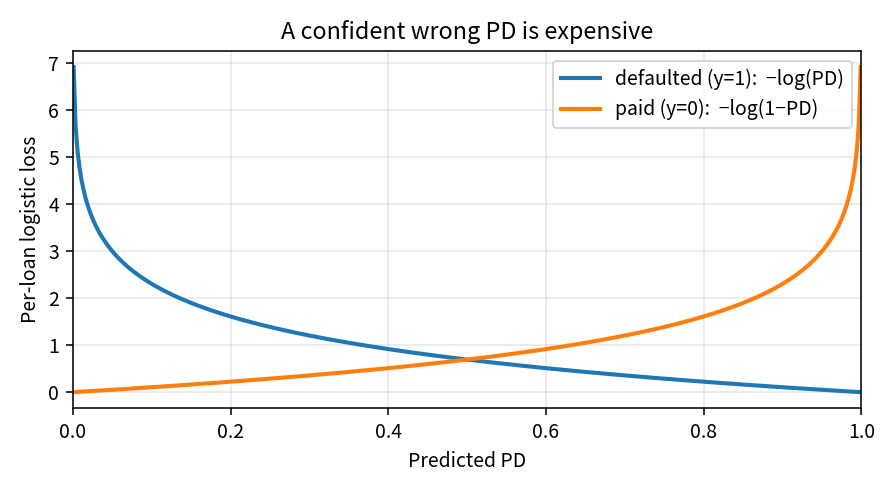 A confident wrong PD is expensive
defaulted (y=1): −log(PD)
paid (y=0): −log(1−PD)
Per-loan logistic loss
7
6
5
4
3
2
1
0
0.0 0.2 0.4 0.6 0.8 1.0
Predicted PD